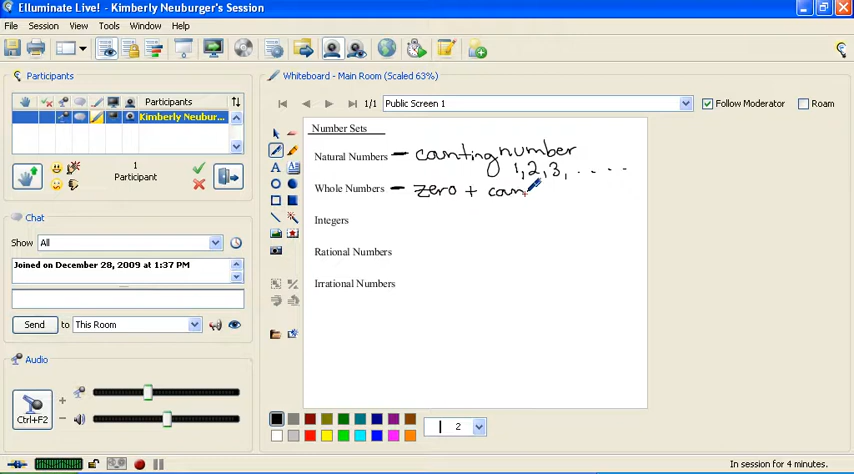 Elluminate Live! - Kimberly Neuburger's Session
File Session View Tools Window Help
Participants
Participants
Kimberly Neubur...
1
Participant
Chat
Show All
Joined on December 28, 2009 at 1:37 PM
Send to This Room
Audio
Ctrl+F2
Whiteboard - Main Room (Scaled 63%)
1/1 Public Screen 1 Follow Moderator Roam
Number Sets
Natural Numbers - counting number
1,2,3, . . . .
Whole Numbers - zero + coun
Integers
Rational Numbers
Irrational Numbers
2
In session for 4 minutes.